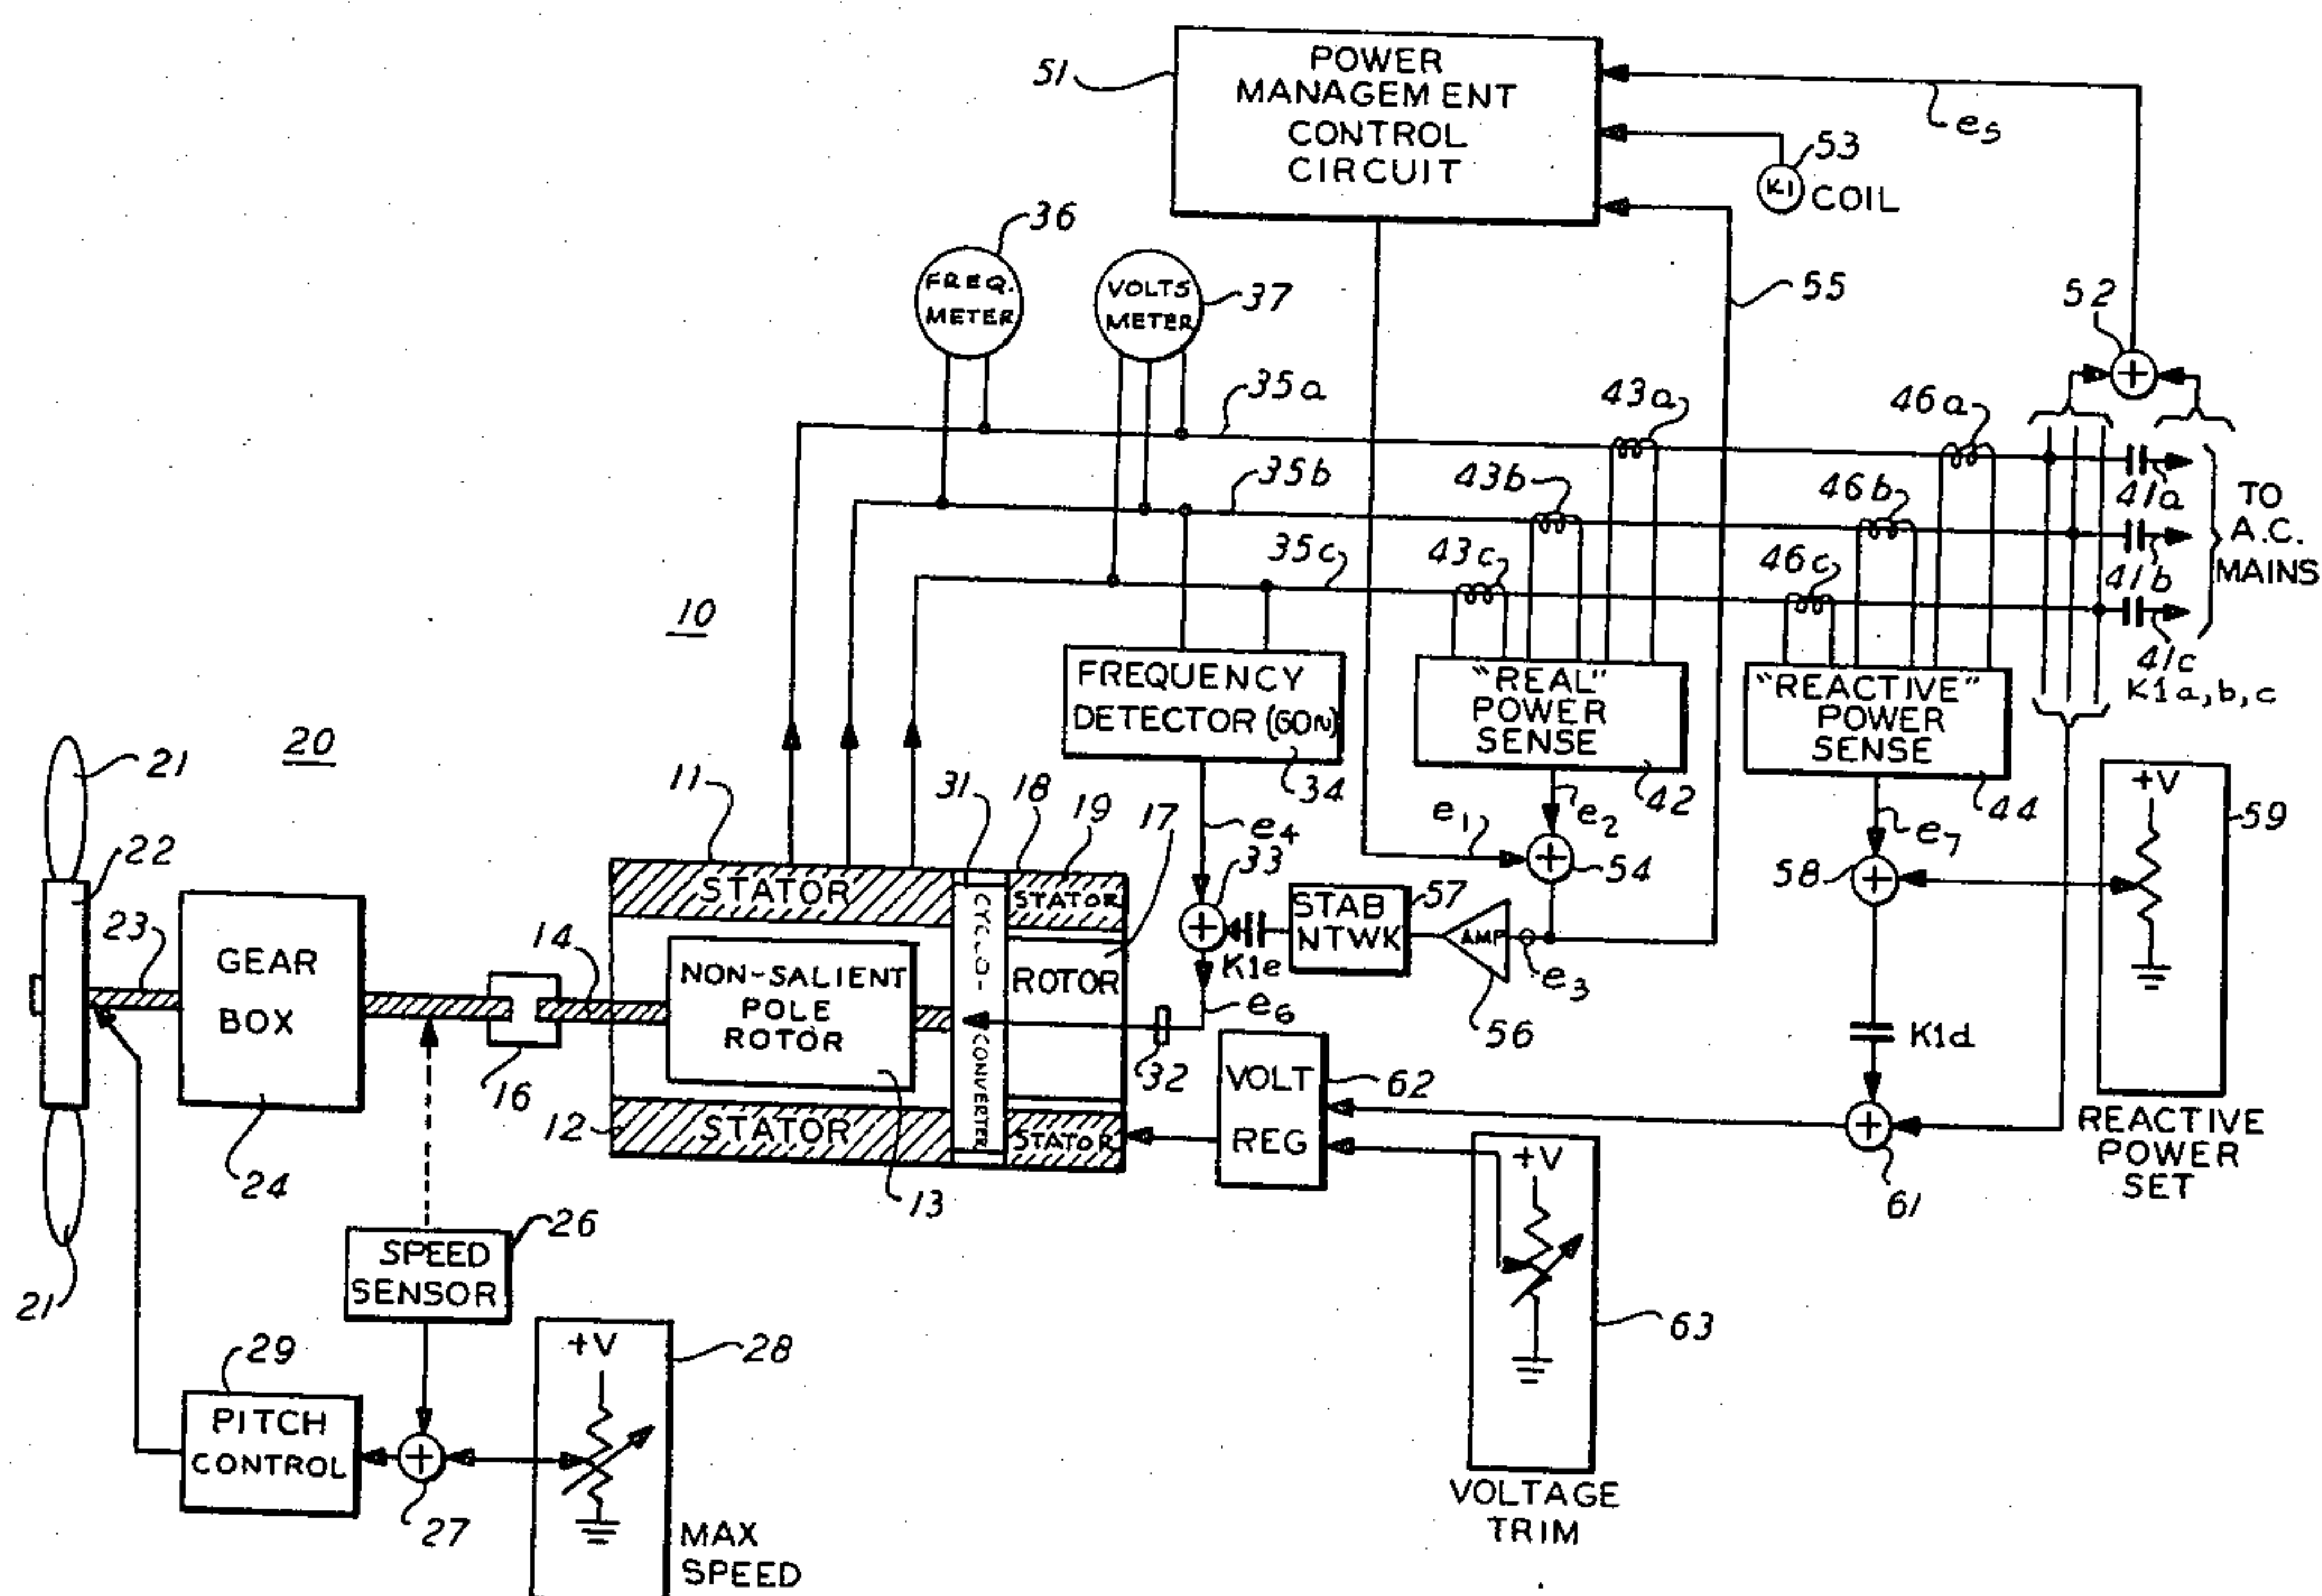 POWER
MANAGEMENT
CONTROL
CIRCUIT
51
e5
53
K1
COIL
36
FREQ.
METER
VOLTS
METER
37
55
52
35a
43a
46a
35b
43b
46b
41a
35c
43c
46c
41b
41c
K1a,b,c
TO
A.C.
MAINS
10
FREQUENCY
DETECTOR (60~)
34
"REAL"
POWER
SENSE
42
"REACTIVE"
POWER
SENSE
44
20
21
22
23
GEAR
BOX
24
14
16
11
31
18
19
17
STATOR
STATOR
NON-SALIENT
POLE
ROTOR
CYCLO-
CONVERTER
ROTOR
12
STATOR
STATOR
13
e4
33
K1e
e6
32
e1
e2
54
STAB
NTWK
57
AMP
e3
56
e7
58
K1d
61
+V
59
REACTIVE
POWER
SET
VOLT
REG
62
+V
63
VOLTAGE
TRIM
21
SPEED
SENSOR
26
29
PITCH
CONTROL
27
+V
28
MAX
SPEED